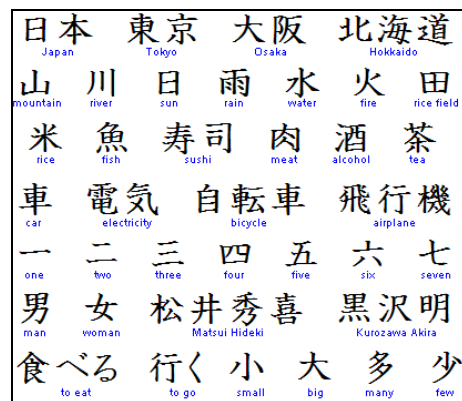 日本 東京 大阪 北海道
Japan Tokyo Osaka Hokkaido
山 川 日 雨 水 火 田
mountain river sun rain water fire rice field
米 魚 寿司 肉 酒 茶
rice fish sushi meat alcohol tea
車 電気 自転車 飛行機
car electricity bicycle airplane
一 二 三 四 五 六 七
one two three four five six seven
男 女 松井秀喜 黒沢明
man woman Matsui Hideki Kurozawa Akira
食べる 行く 小 大 多 少
to eat to go small big many few